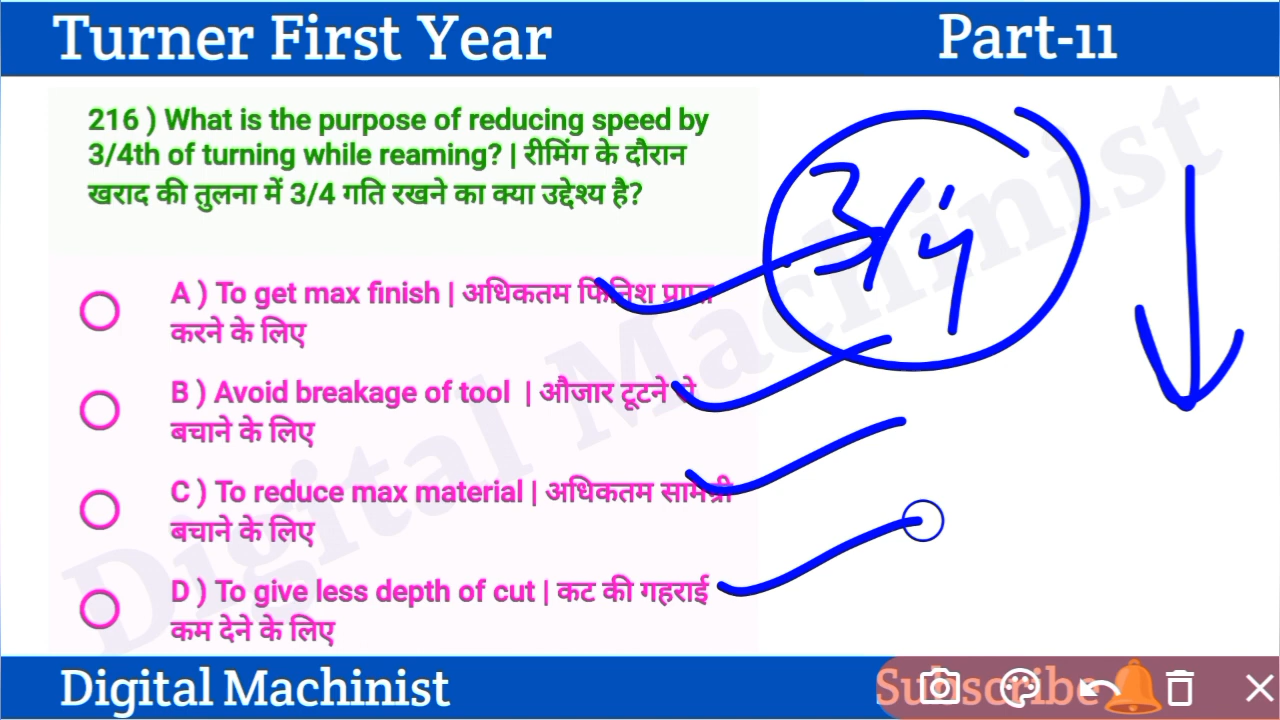 Turner First Year
Part-11
216 ) What is the purpose of reducing speed by
3/4th of turning while reaming? | रीमिंग के दौरान
खराद की तुलना में 3/4 गति रखने का क्या उद्देश्य है?
3/4
A ) To get max finish | अधिकतम फिनिश प्राप्त
करने के लिए
B ) Avoid breakage of tool | औजार टूटने से
बचाने के लिए
C ) To reduce max material | अधिकतम सामग्री
बचाने के लिए
D ) To give less depth of cut | कट की गहराई
कम देने के लिए
Digital Machinist
Digital Machinist
Subscribe